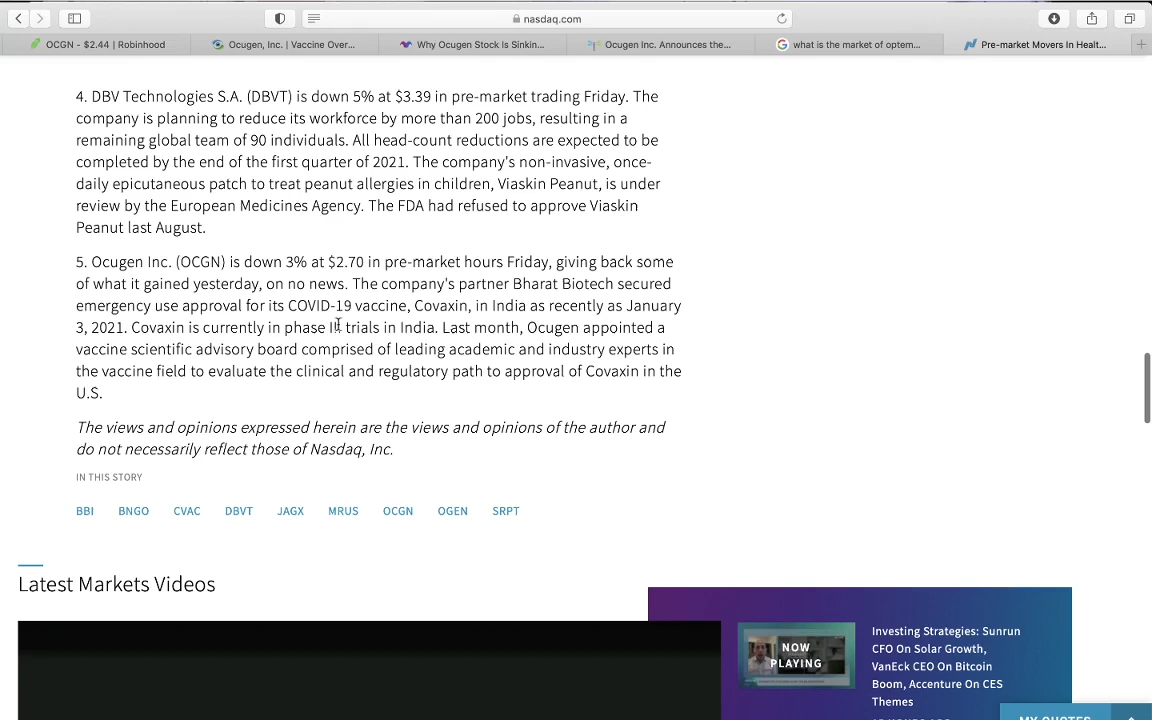 nasdaq.com
OCGN - $2.44 | Robinhood
Ocugen, Inc. | Vaccine Over...
Why Ocugen Stock Is Sinkin...
Ocugen Inc. Announces the...
what is the market of optem...
Pre-market Movers In Healt...
4. DBV Technologies S.A. (DBVT) is down 5% at $3.39 in pre-market trading Friday. The
company is planning to reduce its workforce by more than 200 jobs, resulting in a
remaining global team of 90 individuals. All head-count reductions are expected to be
completed by the end of the first quarter of 2021. The company's non-invasive, once-
daily epicutaneous patch to treat peanut allergies in children, Viaskin Peanut, is under
review by the European Medicines Agency. The FDA had refused to approve Viaskin
Peanut last August.
5. Ocugen Inc. (OCGN) is down 3% at $2.70 in pre-market hours Friday, giving back some
of what it gained yesterday, on no news. The company's partner Bharat Biotech secured
emergency use approval for its COVID-19 vaccine, Covaxin, in India as recently as January
3, 2021. Covaxin is currently in phase III trials in India. Last month, Ocugen appointed a
vaccine scientific advisory board comprised of leading academic and industry experts in
the vaccine field to evaluate the clinical and regulatory path to approval of Covaxin in the
U.S.
The views and opinions expressed herein are the views and opinions of the author and
do not necessarily reflect those of Nasdaq, Inc.
IN THIS STORY
BBI BNGO CVAC DBVT JAGX MRUS OCGN OGEN SRPT
Latest Markets Videos
NOW
PLAYING
Investing Strategies: Sunrun
CFO On Solar Growth,
VanEck CEO On Bitcoin
Boom, Accenture On CES
Themes
MY QUOTES